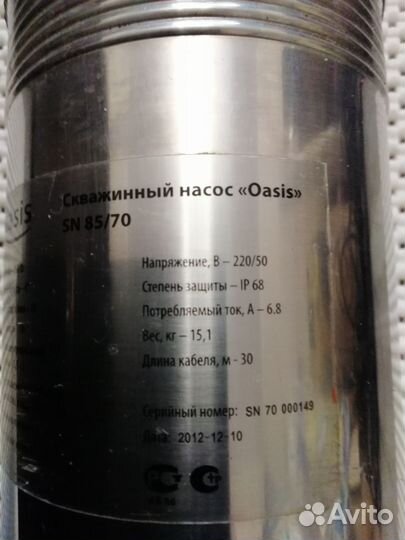 Скважинный насос «Oasis»
SN 85/70
Напряжение, В – 220/50
Степень защиты – IP 68
Потребляемый ток, А – 6.8
Вес, кг – 15,1
Длина кабеля, м - 30
Серийный номер: SN 70 000149
Дата: 2012-12-10
Avito